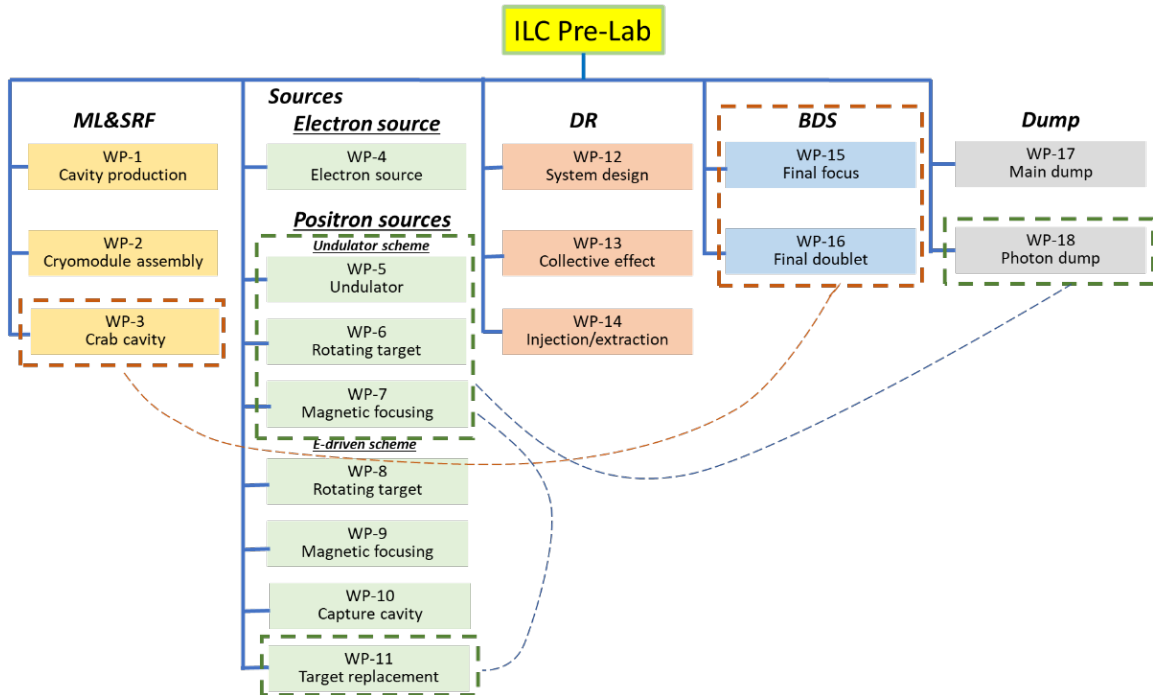 ILC Pre-Lab
ML&SRF
WP-1
Cavity production
WP-2
Cryomodule assembly
WP-3
Crab cavity
Sources
Electron source
WP-4
Electron source
Positron sources
Undulator scheme
WP-5
Undulator
WP-6
Rotating target
WP-7
Magnetic focusing
E-driven scheme
WP-8
Rotating target
WP-9
Magnetic focusing
WP-10
Capture cavity
WP-11
Target replacement
DR
WP-12
System design
WP-13
Collective effect
WP-14
Injection/extraction
BDS
WP-15
Final focus
WP-16
Final doublet
Dump
WP-17
Main dump
WP-18
Photon dump